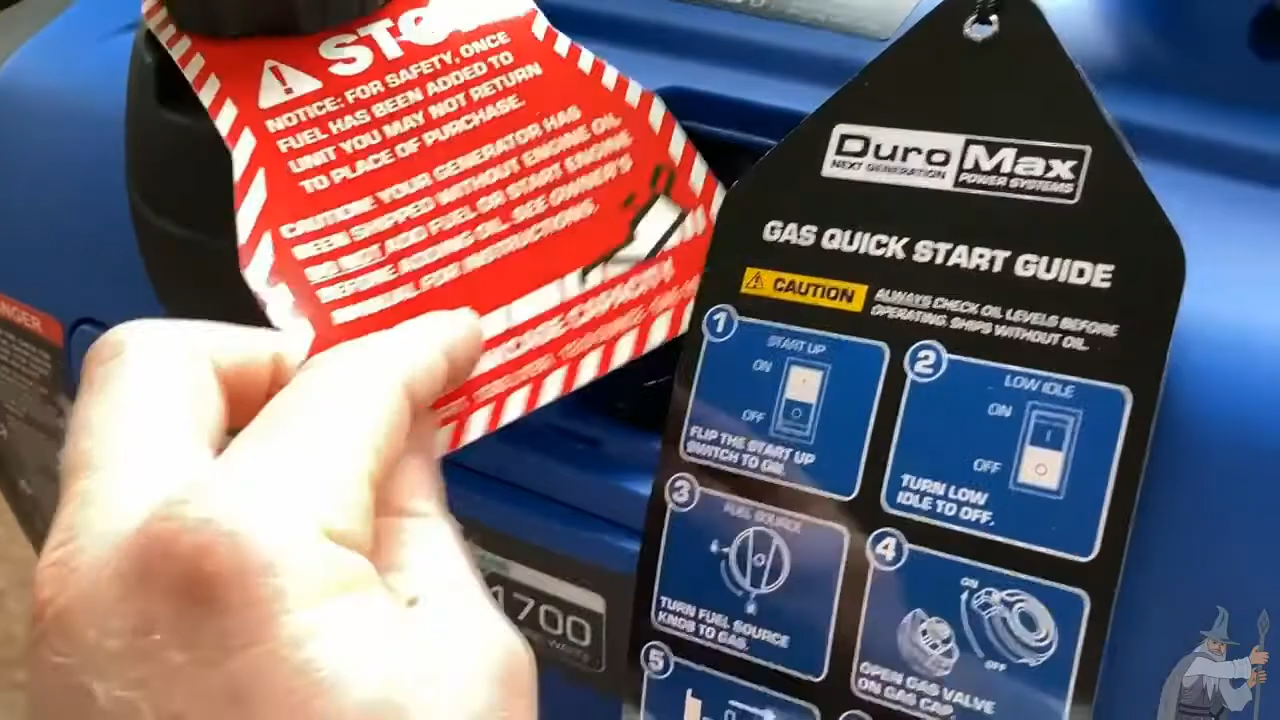 STO
NOTICE: FOR SAFETY, ONCE
FUEL HAS BEEN ADDED TO
UNIT YOU MAY NOT RETURN
TO PLACE OF PURCHASE.
CAUTION! YOUR GENERATOR HAS
BEEN SHIPPED WITHOUT ENGINE OIL
DO NOT ADD FUEL OR START ENGINE
BEFORE ADDING OIL. SEE OWNER'S
MANUAL FOR INSTRUCTIONS.
DANGER
DuroMax
NEXT GENERATION POWER SYSTEMS
GAS QUICK START GUIDE
CAUTION
ALWAYS CHECK OIL LEVELS BEFORE
OPERATING. SHIPS WITHOUT OIL.
1
START UP
ON
OFF
FLIP THE START UP
SWITCH TO ON.
2
LOW IDLE
ON
OFF
TURN LOW
IDLE TO OFF.
3
FUEL SOURCE
TURN FUEL SOURCE
KNOB TO GAS.
4
ON
OFF
OPEN GAS VALVE
ON GAS CAP.
5
1700